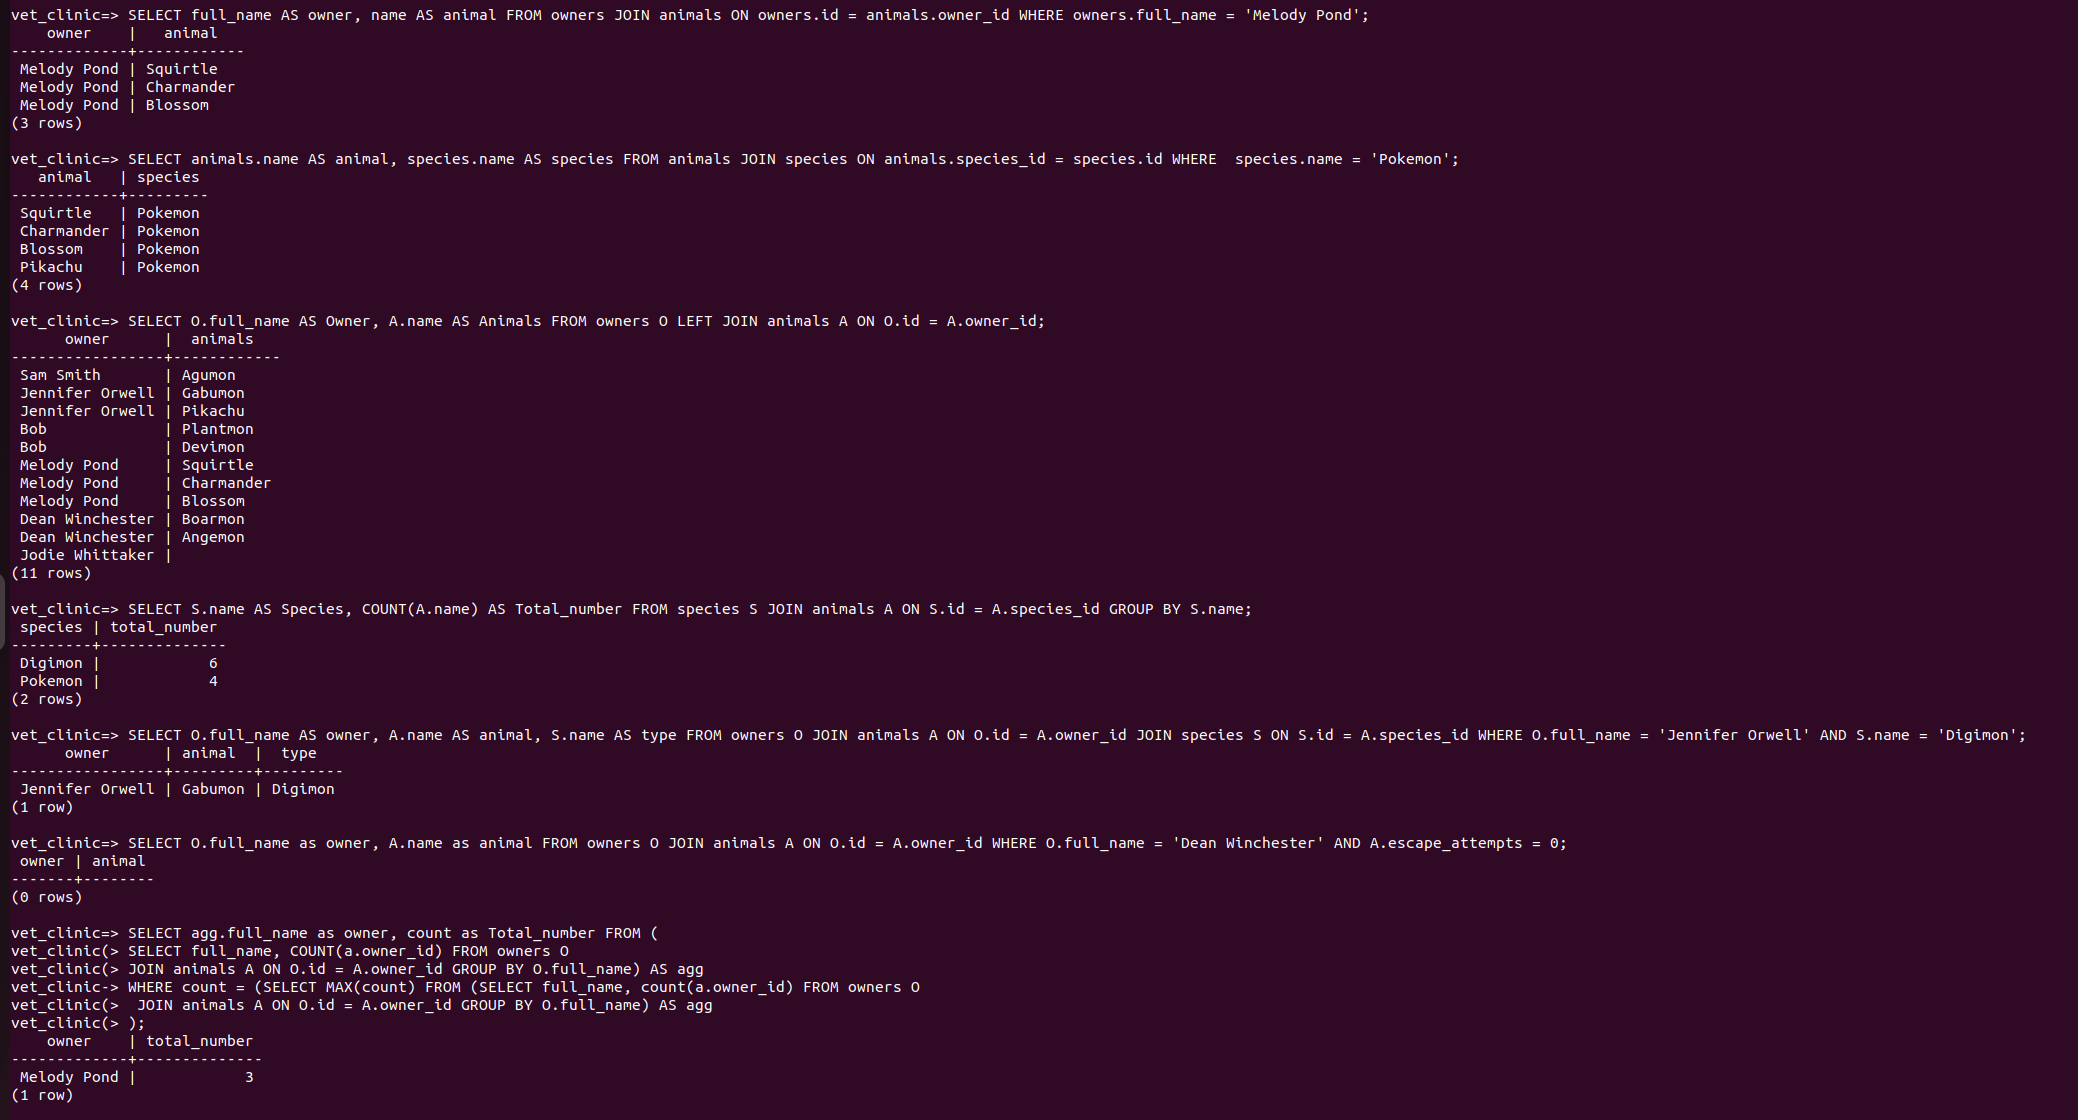 vet_clinic=> SELECT full_name AS owner, name AS animal FROM owners JOIN animals ON owners.id = animals.owner_id WHERE owners.full_name = 'Melody Pond';
    owner    |   animal
-------------+------------
 Melody Pond | Squirtle
 Melody Pond | Charmander
 Melody Pond | Blossom
(3 rows)

vet_clinic=> SELECT animals.name AS animal, species.name AS species FROM animals JOIN species ON animals.species_id = species.id WHERE  species.name = 'Pokemon';
   animal   | species
------------+---------
 Squirtle   | Pokemon
 Charmander | Pokemon
 Blossom    | Pokemon
 Pikachu    | Pokemon
(4 rows)

vet_clinic=> SELECT O.full_name AS Owner, A.name AS Animals FROM owners O LEFT JOIN animals A ON O.id = A.owner_id;
      owner      |  animals
-----------------+------------
 Sam Smith       | Agumon
 Jennifer Orwell | Gabumon
 Jennifer Orwell | Pikachu
 Bob             | Plantmon
 Bob             | Devimon
 Melody Pond     | Squirtle
 Melody Pond     | Charmander
 Melody Pond     | Blossom
 Dean Winchester | Boarmon
 Dean Winchester | Angemon
 Jodie Whittaker |
(11 rows)

vet_clinic=> SELECT S.name AS Species, COUNT(A.name) AS Total_number FROM species S JOIN animals A ON S.id = A.species_id GROUP BY S.name;
 species | total_number
---------+--------------
 Digimon |            6
 Pokemon |            4
(2 rows)

vet_clinic=> SELECT O.full_name AS owner, A.name AS animal, S.name AS type FROM owners O JOIN animals A ON O.id = A.owner_id JOIN species S ON S.id = A.species_id WHERE O.full_name = 'Jennifer Orwell' AND S.name = 'Digimon';
      owner      | animal  |  type
-----------------+---------+---------
 Jennifer Orwell | Gabumon | Digimon
(1 row)

vet_clinic=> SELECT O.full_name as owner, A.name as animal FROM owners O JOIN animals A ON O.id = A.owner_id WHERE O.full_name = 'Dean Winchester' AND A.escape_attempts = 0;
 owner | animal
-------+--------
(0 rows)

vet_clinic=> SELECT agg.full_name as owner, count as Total_number FROM (
vet_clinic(> SELECT full_name, COUNT(a.owner_id) FROM owners O
vet_clinic(> JOIN animals A ON O.id = A.owner_id GROUP BY O.full_name) AS agg
vet_clinic-> WHERE count = (SELECT MAX(count) FROM (SELECT full_name, count(a.owner_id) FROM owners O
vet_clinic(>  JOIN animals A ON O.id = A.owner_id GROUP BY O.full_name) AS agg
vet_clinic(> );
    owner    | total_number
-------------+--------------
 Melody Pond |            3
(1 row)